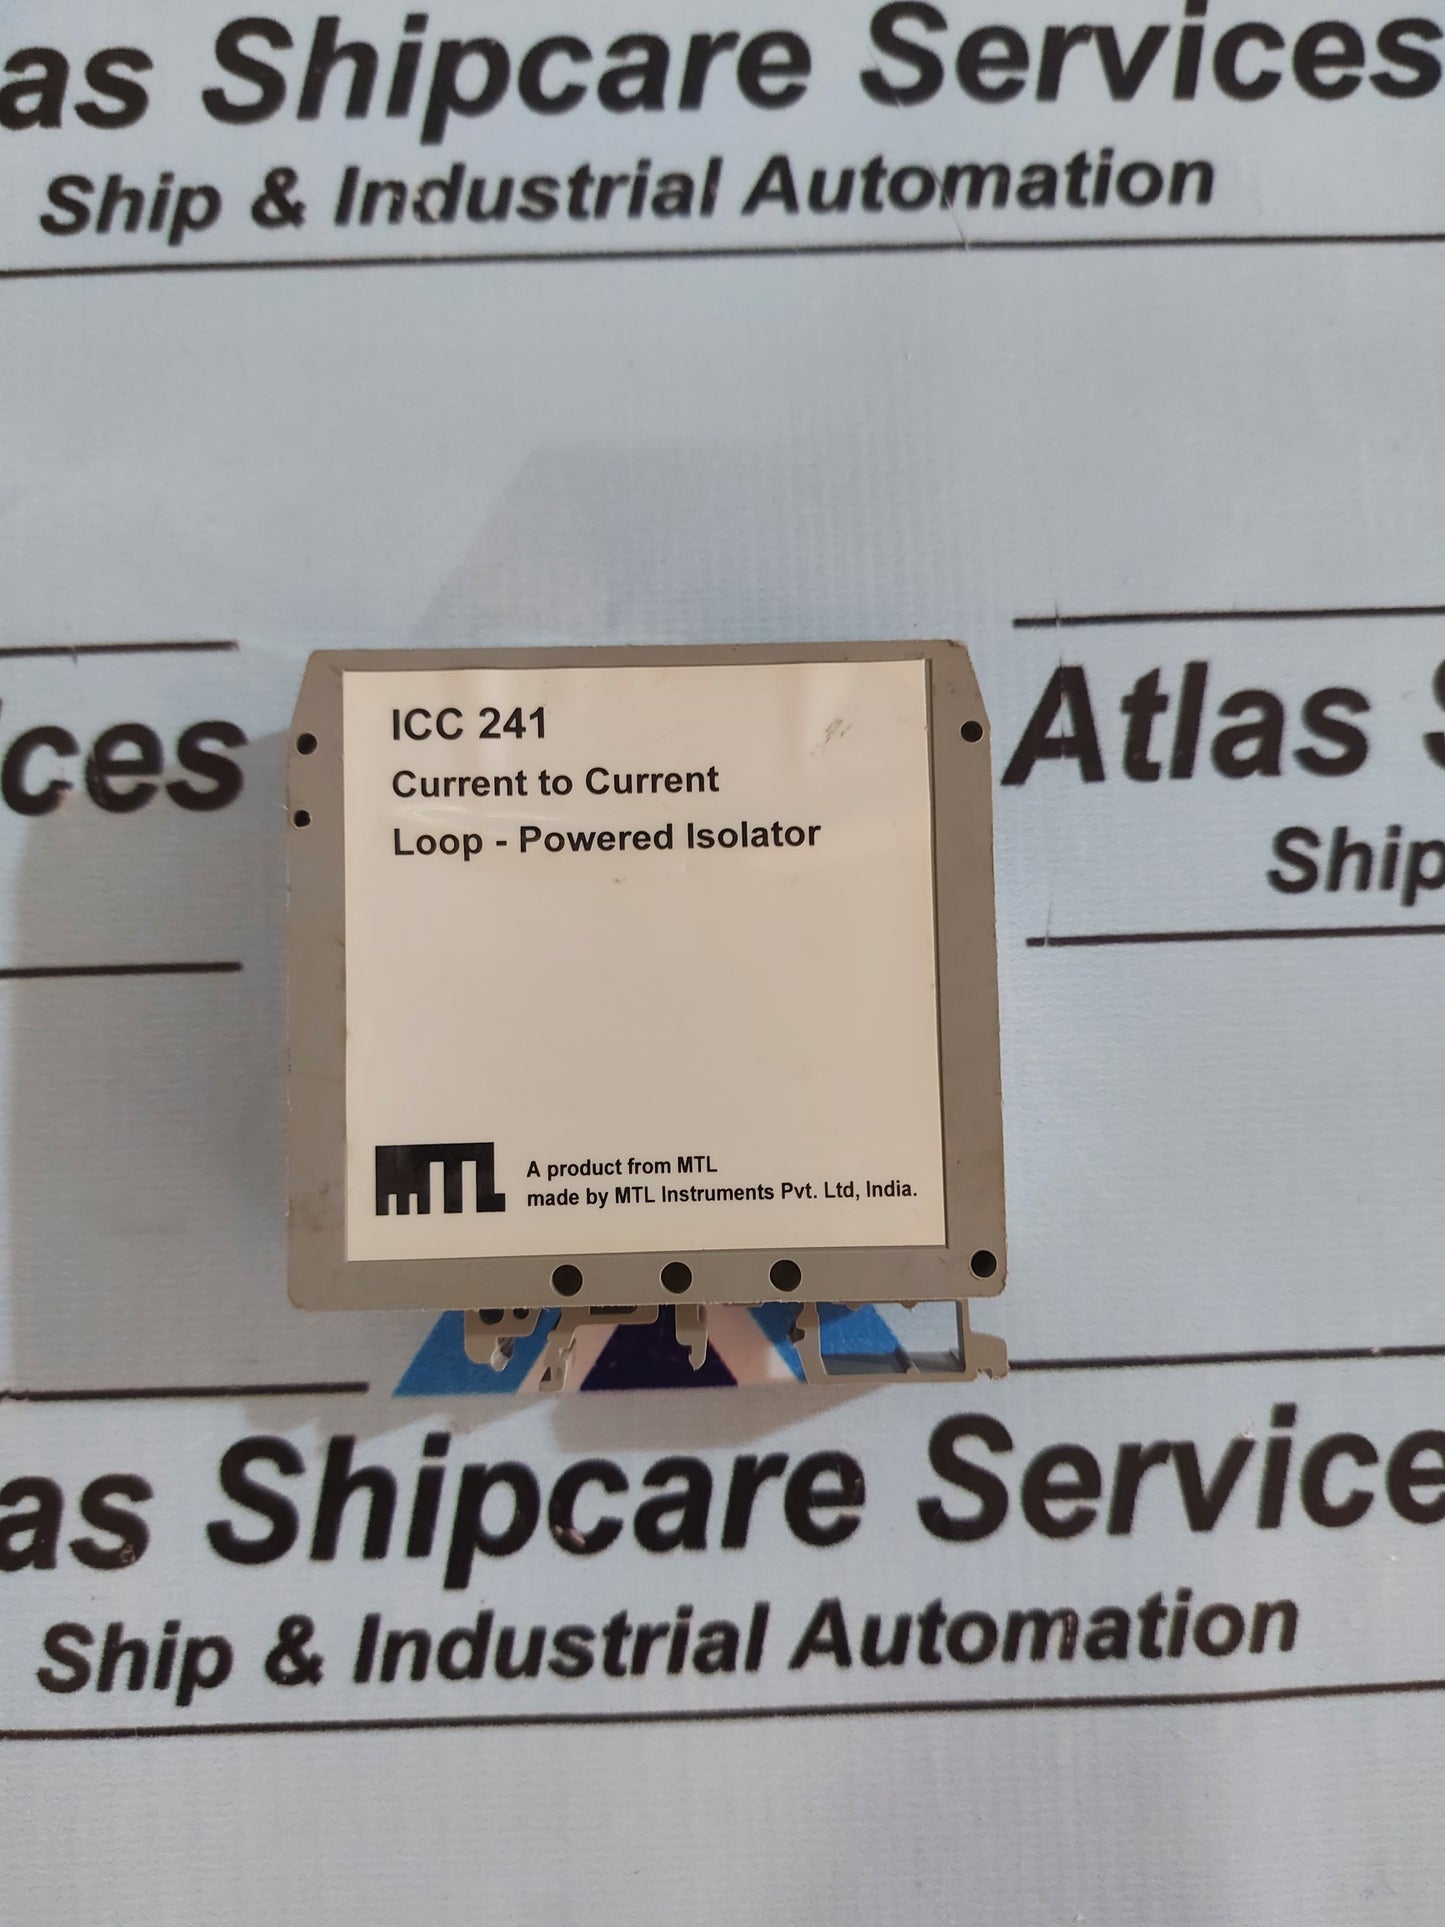 as Shipcare Services
Ship & Industrial Automation
ces
Atlas
Ship
ICC 241
Current to Current
Loop - Powered Isolator
MTL
A product from MTL
made by MTL Instruments Pvt. Ltd, India.
as Shipcare Service
Ship & Industrial Automation